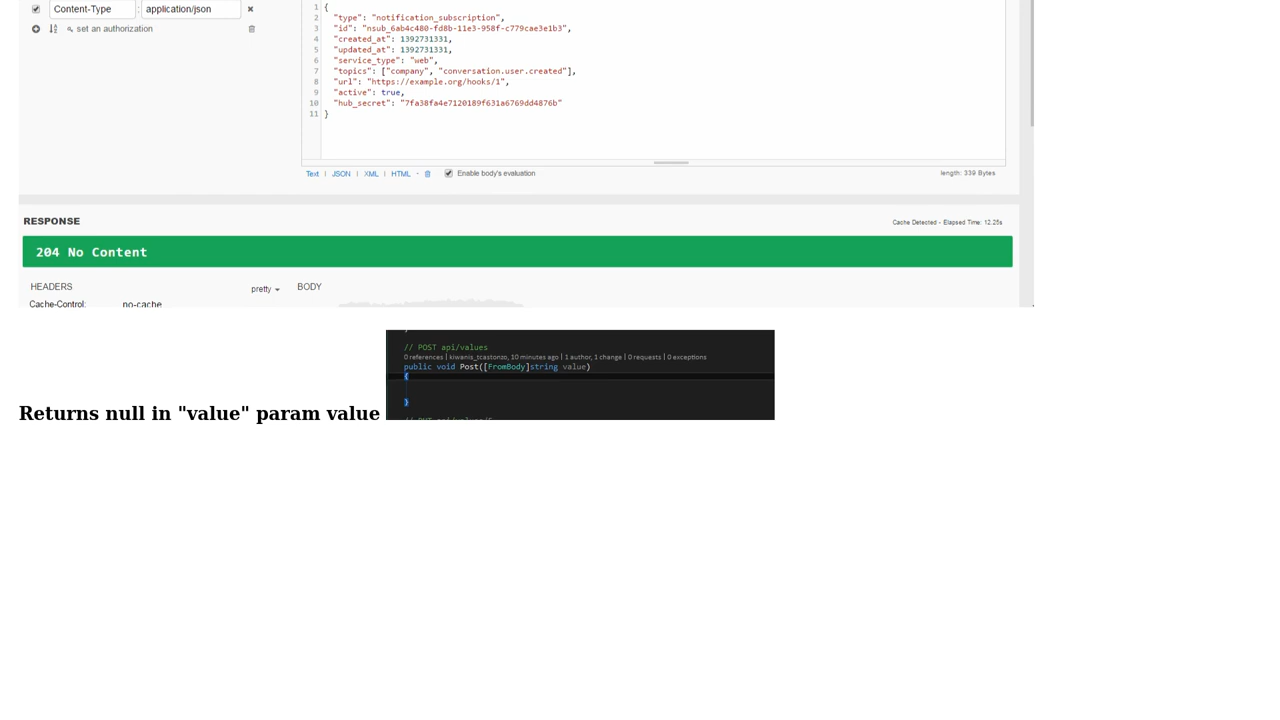 Content-Type : application/json
set an authorization
1 {
2 "type": "notification_subscription",
3 "id": "nsub_6ab4c480-fd8b-11e3-958f-c779cae3e1b3",
4 "created_at": 1392731331,
5 "updated_at": 1392731331,
6 "service_type": "web",
7 "topics": ["company", "conversation.user.created"],
8 "url": "https://example.org/hooks/1",
9 "active": true,
10 "hub_secret": "7fa38fa4e7120189f631a6769dd4876b"
11 }
Text | JSON | XML | HTML - Enable body's evaluation length: 339 Bytes
RESPONSE Cache Detected - Elapsed Time: 12.25s
204 No Content
HEADERS pretty BODY
Cache-Control: no-cache
// POST api/values
0 references | kiwanis_tcastonzo, 10 minutes ago | 1 author, 1 change | 0 requests | 0 exceptions
public void Post([FromBody]string value)
{
}
Returns null in "value" param value